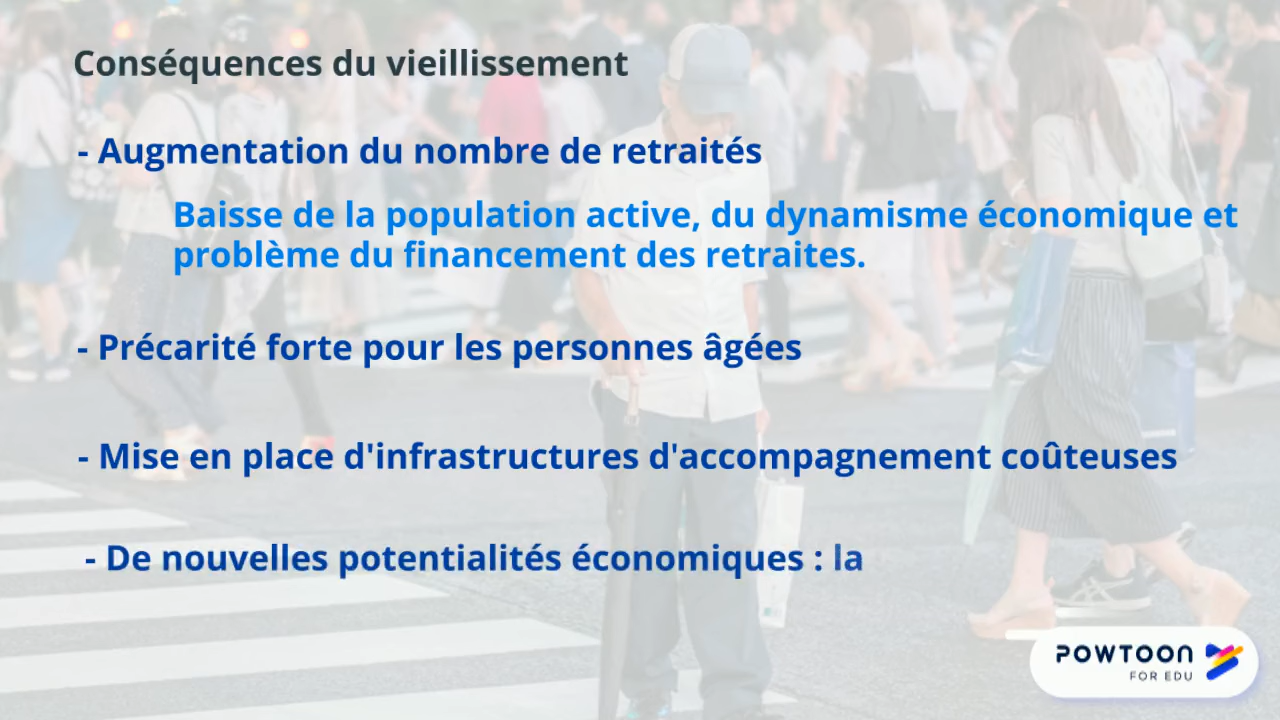 Conséquences du vieillissement
- Augmentation du nombre de retraités
Baisse de la population active, du dynamisme économique et
problème du financement des retraites.
- Précarité forte pour les personnes âgées
- Mise en place d'infrastructures d'accompagnement coûteuses
- De nouvelles potentialités économiques : la
POWTOON
FOR EDU